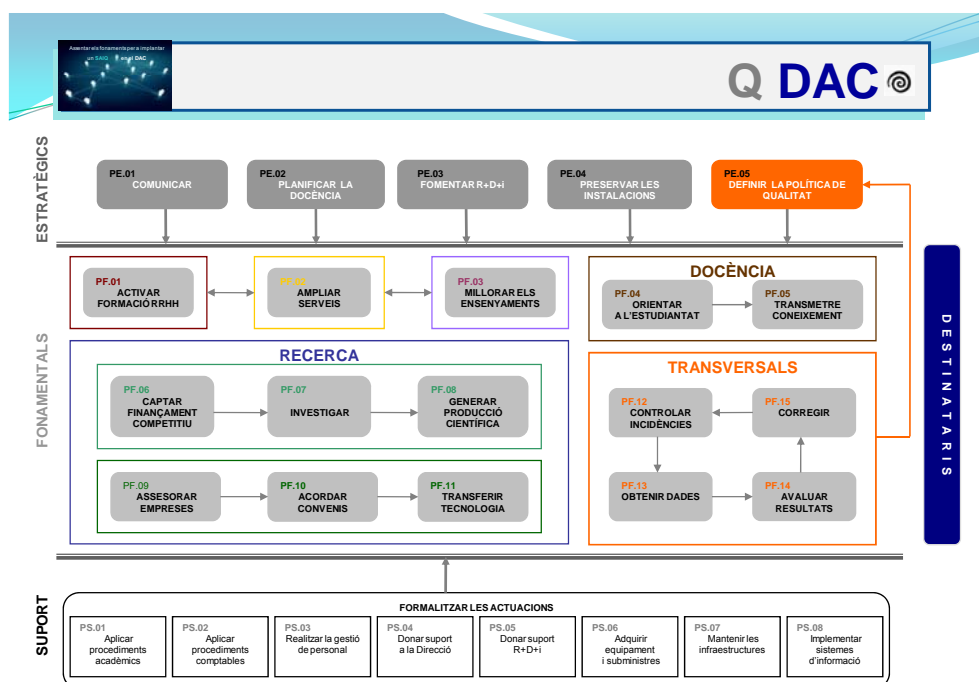 Assentar els fonaments per a implantar
un SAIQ en el DAC
Q DAC
ESTRATÈGICS
PE.01
COMUNICAR
PE.02
PLANIFICAR LA
DOCÈNCIA
PE.03
FOMENTAR R+D+i
PE.04
PRESERVAR LES
INSTALACIONS
PE.05
DEFINIR LA POLÍTICA DE
QUALITAT
FONAMENTALS
PF.01
ACTIVAR
FORMACIÓ RRHH
PF.02
AMPLIAR
SERVEIS
PF.03
MILLORAR ELS
ENSENYAMENTS
DOCÈNCIA
PF.04
ORIENTAR
A L'ESTUDIANTAT
PF.05
TRANSMETRE
CONEIXEMENT
RECERCA
PF.06
CAPTAR
FINANÇAMENT
COMPETITIU
PF.07
INVESTIGAR
PF.08
GENERAR
PRODUCCIÓ
CIENTÍFICA
PF.09
ASSESORAR
EMPRESES
PF.10
ACORDAR
CONVENIS
PF.11
TRANSFERIR
TECNOLOGIA
TRANSVERSALS
PF.12
CONTROLAR
INCIDÈNCIES
PF.15
CORREGIR
PF.13
OBTENIR DADES
PF.14
AVALUAR
RESULTATS
DESTINATARIS
SUPORT
FORMALITZAR LES ACTUACIONS
PS.01
Aplicar
procediments
acadèmics
PS.02
Aplicar
procediments
comptables
PS.03
Realitzar la gestió
de personal
PS.04
Donar suport
a la Direcció
PS.05
Donar suport
R+D+i
PS.06
Adquirir
equipament
i subministres
PS.07
Mantenir les
infraestructures
PS.08
Implementar
sistemes
d'informació